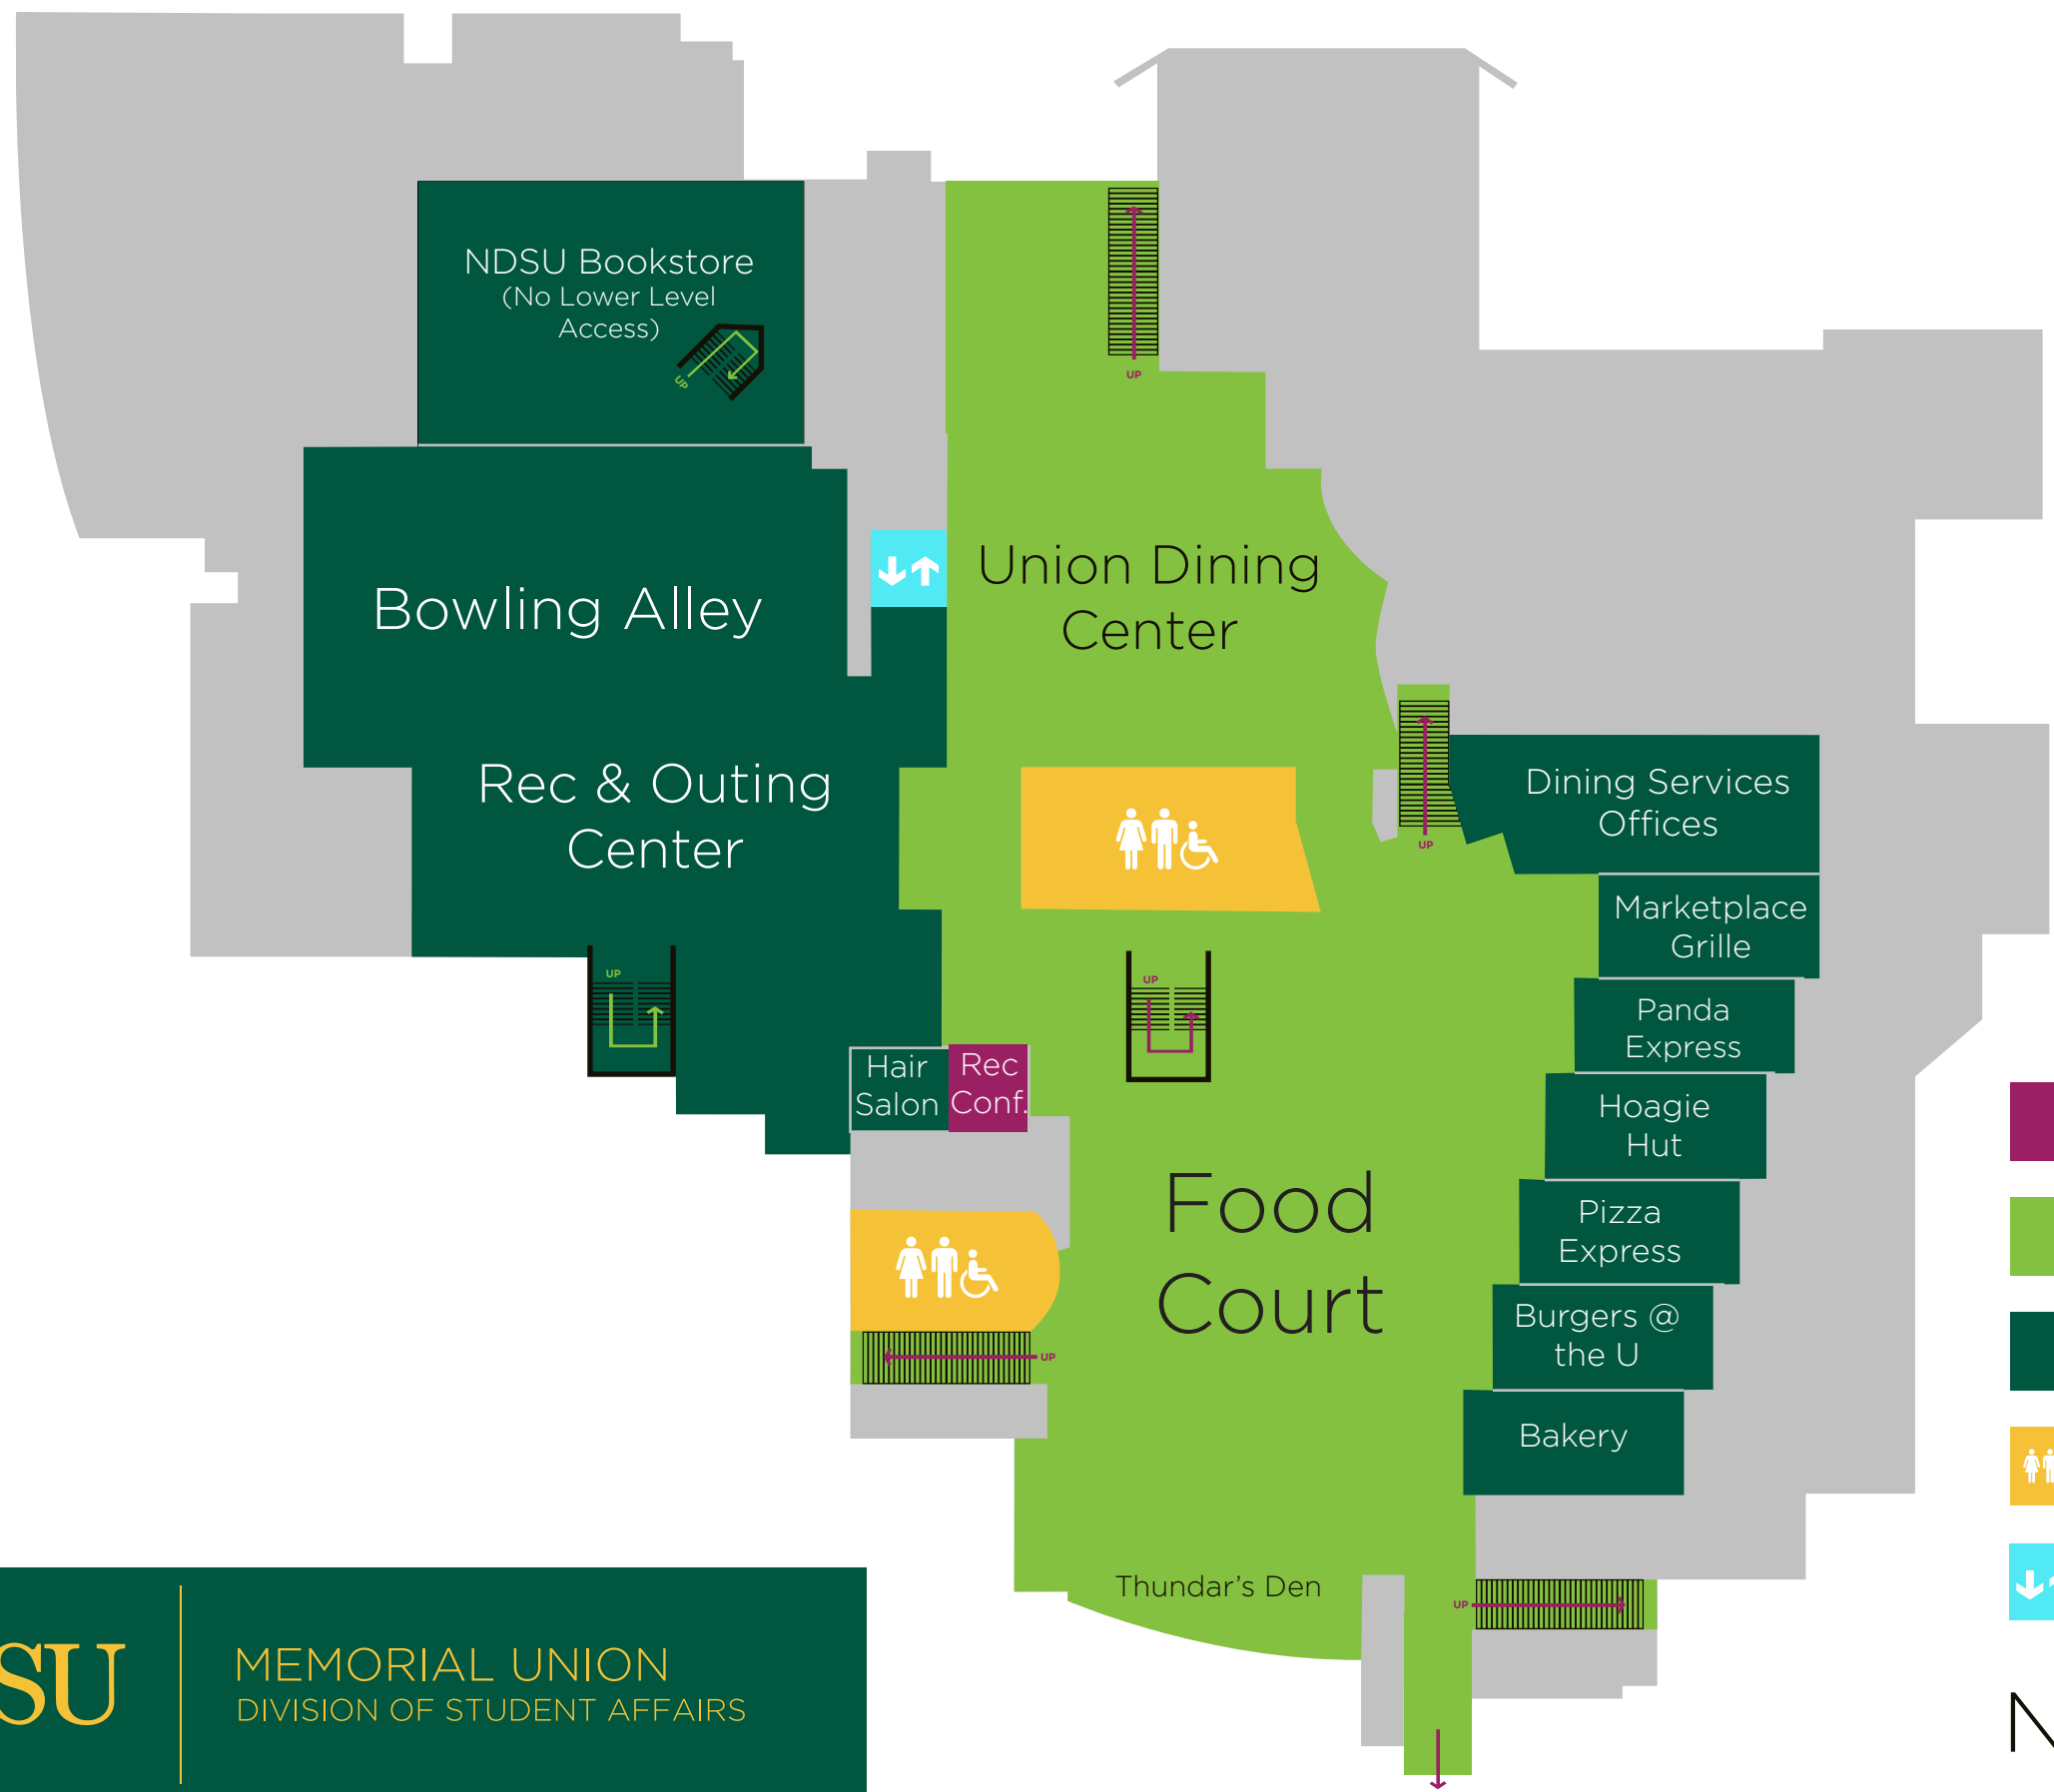 NDSU Bookstore
(No Lower Level
Access)
UP
UP
Union Dining
Center
Bowling Alley
Rec & Outing
Center
Dining Services
Offices
UP
Marketplace
Grille
UP
UP
Panda
Express
Hair
Salon
Rec
Conf.
Hoagie
Hut
Food
Court
Pizza
Express
Burgers @
the U
UP
Bakery
Thundar's Den
UP
SU
MEMORIAL UNION
DIVISION OF STUDENT AFFAIRS
N